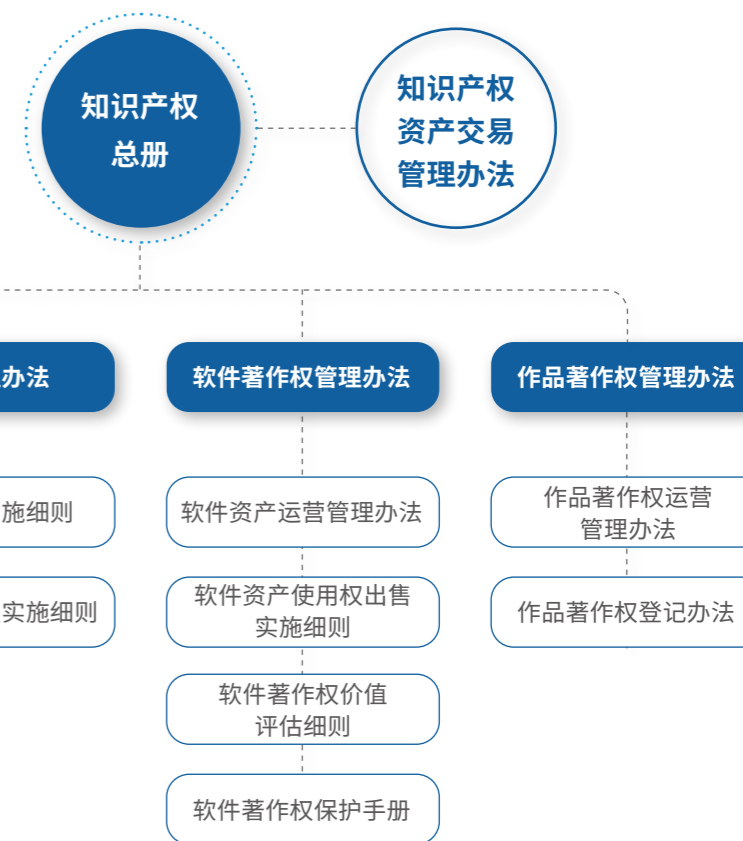 知识产权
总册
知识产权
资产交易
管理办法
办法
软件著作权管理办法
作品著作权管理办法
施细则
软件资产运营管理办法
作品著作权运营
管理办法
实施细则
软件资产使用权出售
实施细则
作品著作权登记办法
软件著作权价值
评估细则
软件著作权保护手册